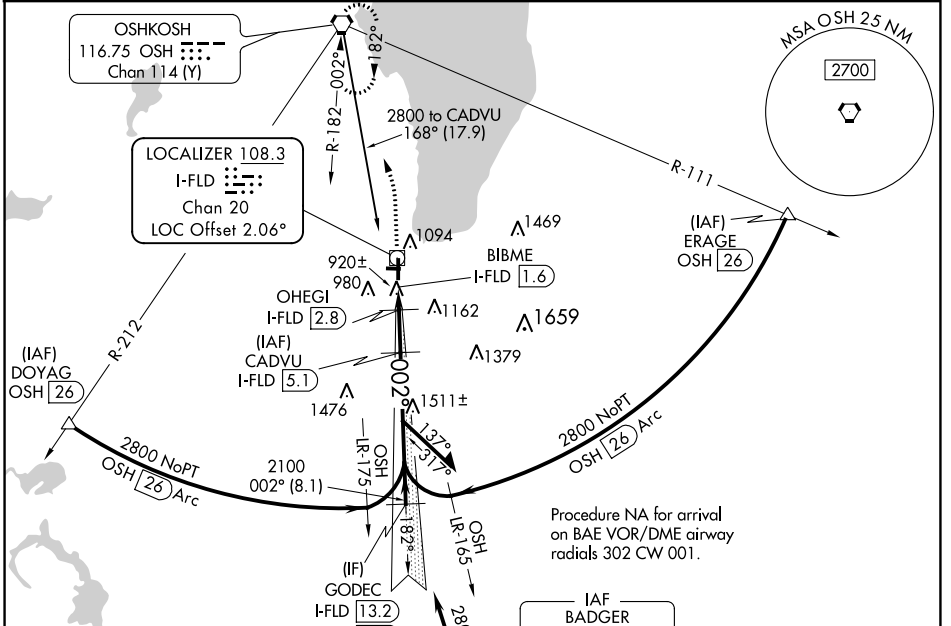 OSHKOSH
116.75 OSH
Chan 114 (Y)
MSA OSH 25 NM
2700
R-182
002°
182°
2800 to CADVU
168° (17.9)
LOCALIZER 108.3
I-FLD
Chan 20
LOC Offset 2.06°
R-111
(IAF)
ERAGE
OSH 26
1094
1469
BIBME
I-FLD 1.6
920±
980
OHEGI
I-FLD 2.8
1162
1659
R-212
(IAF)
CADVU
I-FLD 5.1
1379
(IAF)
DOYAG
OSH 26
002°
1476
1511±
2800 NoPT
OSH 26 Arc
2800 NoPT
OSH 26 Arc
137°
317°
OSH
LR-175
2100
002° (8.1)
182°
OSH
LR-165
Procedure NA for arrival
on BAE VOR/DME airway
radials 302 CW 001.
(IF)
GODEC
I-FLD 13.2
IAF
BADGER